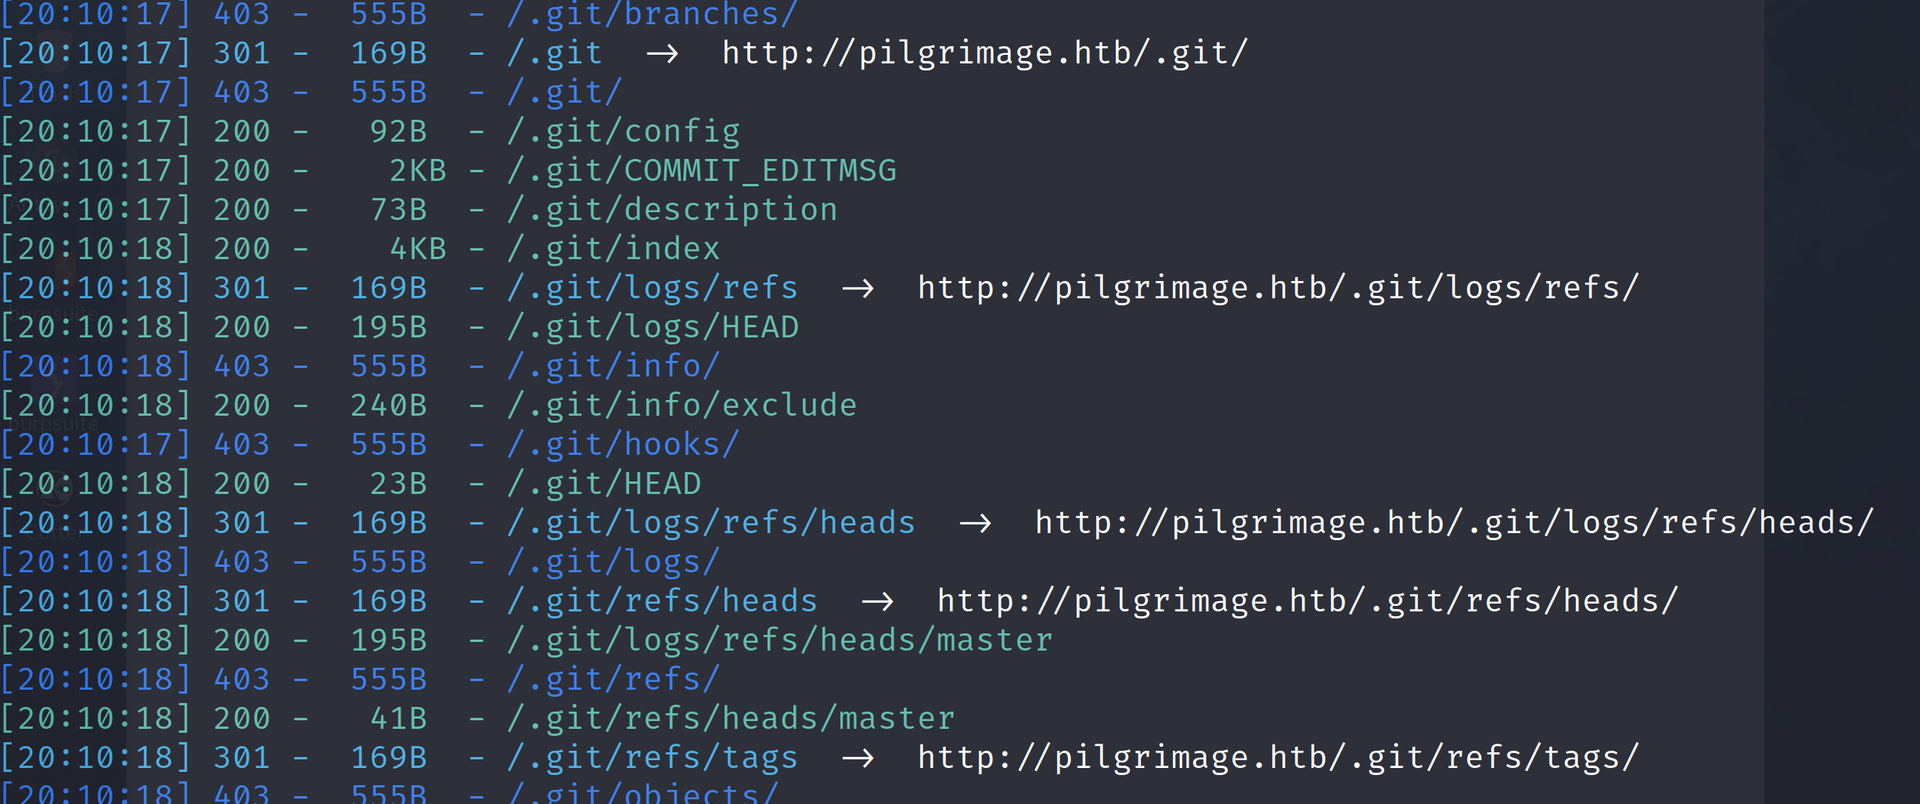 [20:10:17] 403 -   555B  - /.git/branches/
[20:10:17] 301 -   169B  - /.git  →  http://pilgrimage.htb/.git/
[20:10:17] 403 -   555B  - /.git/
[20:10:17] 200 -    92B  - /.git/config
[20:10:17] 200 -     2KB - /.git/COMMIT_EDITMSG
[20:10:17] 200 -    73B  - /.git/description
[20:10:18] 200 -     4KB - /.git/index
[20:10:18] 301 -   169B  - /.git/logs/refs  →  http://pilgrimage.htb/.git/logs/refs/
[20:10:18] 200 -   195B  - /.git/logs/HEAD
[20:10:18] 403 -   555B  - /.git/info/
[20:10:18] 200 -   240B  - /.git/info/exclude
[20:10:17] 403 -   555B  - /.git/hooks/
[20:10:18] 200 -    23B  - /.git/HEAD
[20:10:18] 301 -   169B  - /.git/logs/refs/heads  →  http://pilgrimage.htb/.git/logs/refs/heads/
[20:10:18] 403 -   555B  - /.git/logs/
[20:10:18] 301 -   169B  - /.git/refs/heads  →  http://pilgrimage.htb/.git/refs/heads/
[20:10:18] 200 -   195B  - /.git/logs/refs/heads/master
[20:10:18] 403 -   555B  - /.git/refs/
[20:10:18] 200 -    41B  - /.git/refs/heads/master
[20:10:18] 301 -   169B  - /.git/refs/tags  →  http://pilgrimage.htb/.git/refs/tags/
[20:10:18] 403 -   555B  - /.git/objects/